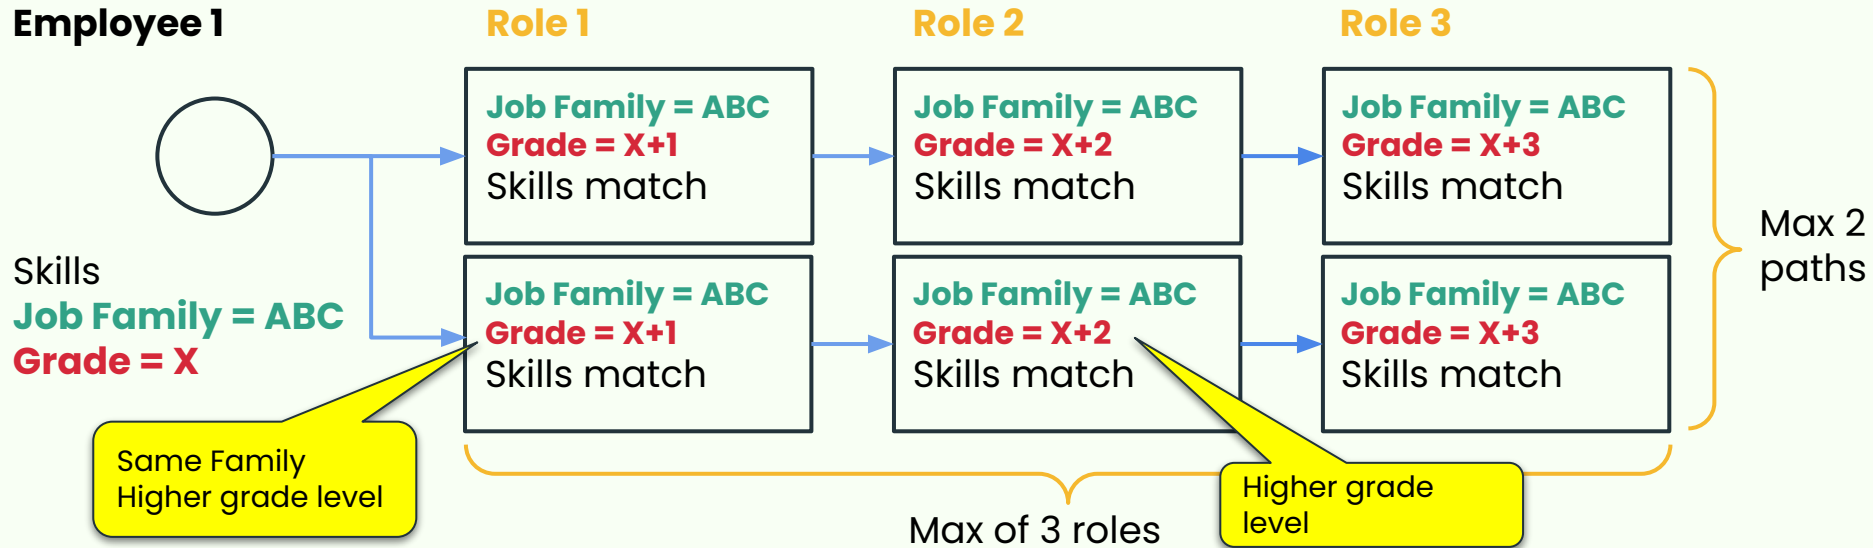 Employee 1
Role 1
Role 2
Role 3
Job Family = ABC
Grade = X+1
Skills match
Job Family = ABC
Grade = X+2
Skills match
Job Family = ABC
Grade = X+3
Skills match
Skills
Job Family = ABC
Grade = X
Job Family = ABC
Grade = X+1
Skills match
Job Family = ABC
Grade = X+2
Skills match
Job Family = ABC
Grade = X+3
Skills match
Max 2
paths
Same Family
Higher grade level
Higher grade
level
Max of 3 roles